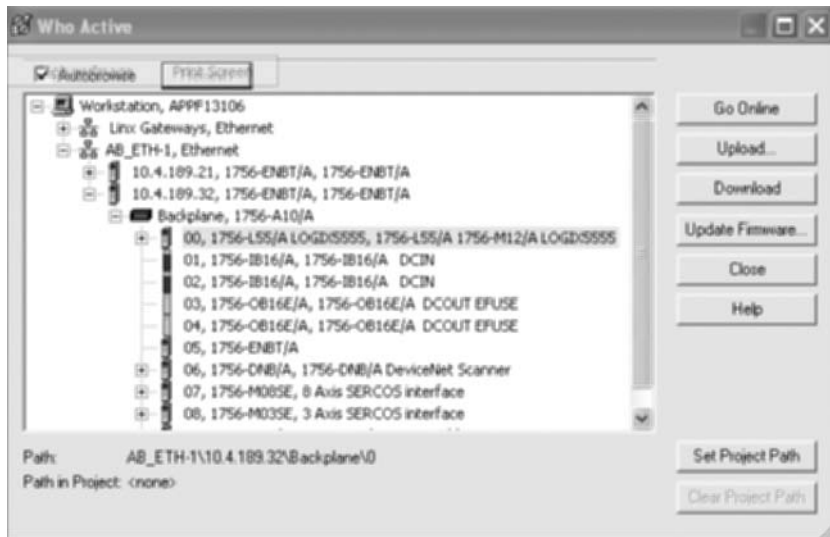 Who Active
Autobrowse
Print Screen
Workstation, APPF13106
Linx Gateways, Ethernet
AB_ETH-1, Ethernet
10.4.189.21, 1756-ENBT/A, 1756-ENBT/A
10.4.189.32, 1756-ENBT/A, 1756-ENBT/A
Backplane, 1756-A10/A
00, 1756-L55/A LOGIX5555, 1756-L55/A 1756-M12/A LOGIX5555
01, 1756-IB16/A, 1756-IB16/A DCIN
02, 1756-IB16/A, 1756-IB16/A DCIN
03, 1756-OB16E/A, 1756-OB16E/A DCOUT EFUSE
04, 1756-OB16E/A, 1756-OB16E/A DCOUT EFUSE
05, 1756-ENBT/A
06, 1756-DNB/A, 1756-DNB/A DeviceNet Scanner
07, 1756-M08SE, 8 Axis SERCOS interface
08, 1756-M03SE, 3 Axis SERCOS interface
Go Online
Upload...
Download
Update Firmware...
Close
Help
Path: AB_ETH-1\10.4.189.32\Backplane\0
Path in Project: <none>
Set Project Path
Clear Project Path